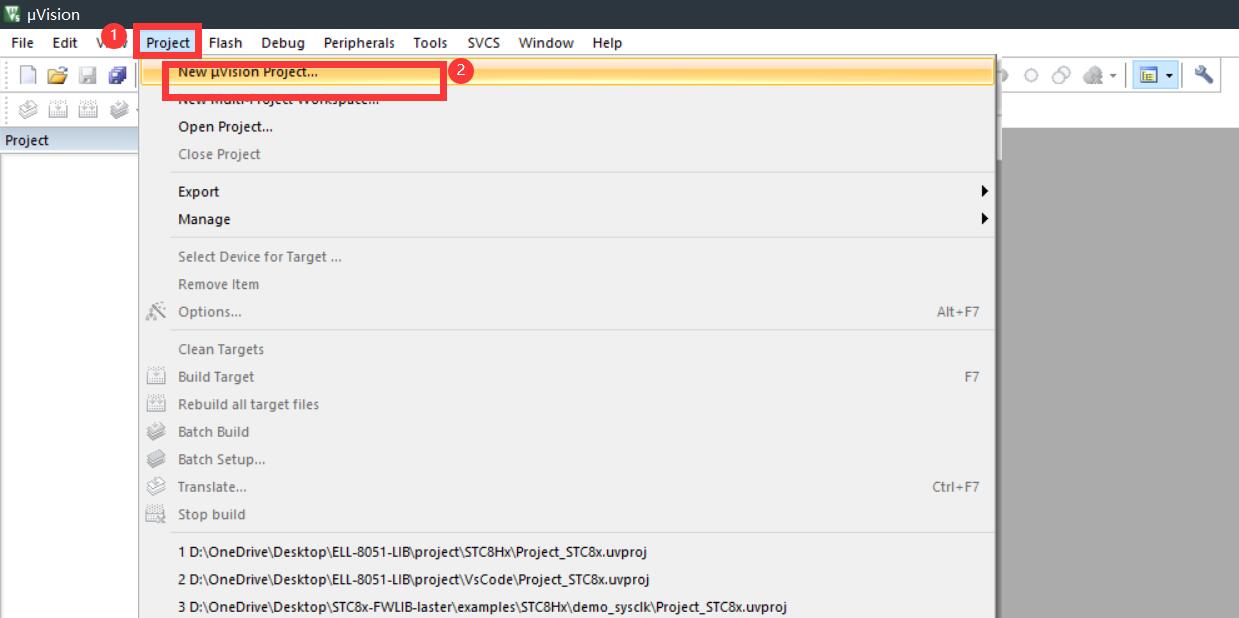 µVision
File Edit 1 Project Flash Debug Peripherals Tools SVCS Window Help
New µVision Project... 2
New Multi-Project Workspace...
Open Project...
Project
Close Project
Export
Manage
Select Device for Target ...
Remove Item
Options... Alt+F7
Clean Targets
Build Target F7
Rebuild all target files
Batch Build
Batch Setup...
Translate... Ctrl+F7
Stop build
1 D:\OneDrive\Desktop\ELL-8051-LIB\project\STC8Hx\Project_STC8x.uvproj
2 D:\OneDrive\Desktop\ELL-8051-LIB\project\VsCode\Project_STC8x.uvproj
3 D:\OneDrive\Desktop\STC8x-FWLIB-laster\examples\STC8Hx\demo_sysclk\Project_STC8x.uvproj